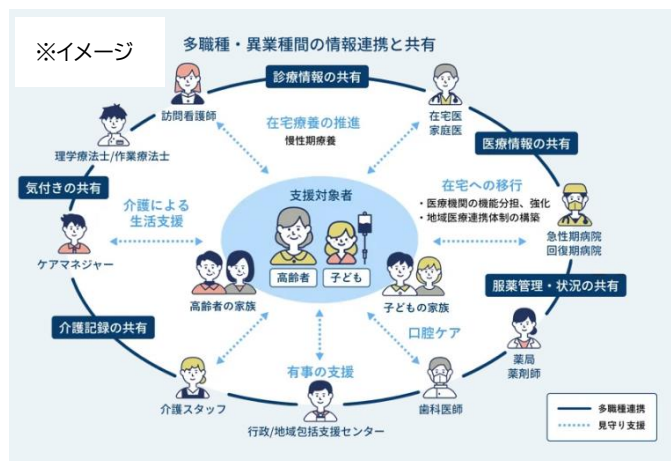 ※イメージ
多職種・異業種間の情報連携と共有
診療情報の共有
訪問看護師
在宅医
家庭医
在宅療養の推進
慢性期療養
理学療法士/作業療法士
医療情報の共有
気付きの共有
支援対象者
在宅への移行
・医療機関の機能分担、強化
・地域医療連携体制の構築
介護による
生活支援
急性期病院
回復期病院
ケアマネジャー
高齢者
子ども
高齢者の家族
子どもの家族
服薬管理・状況の共有
介護記録の共有
口腔ケア
薬局
薬剤師
有事の支援
介護スタッフ
歯科医師
行政/地域包括支援センター
多職種連携
見守り支援